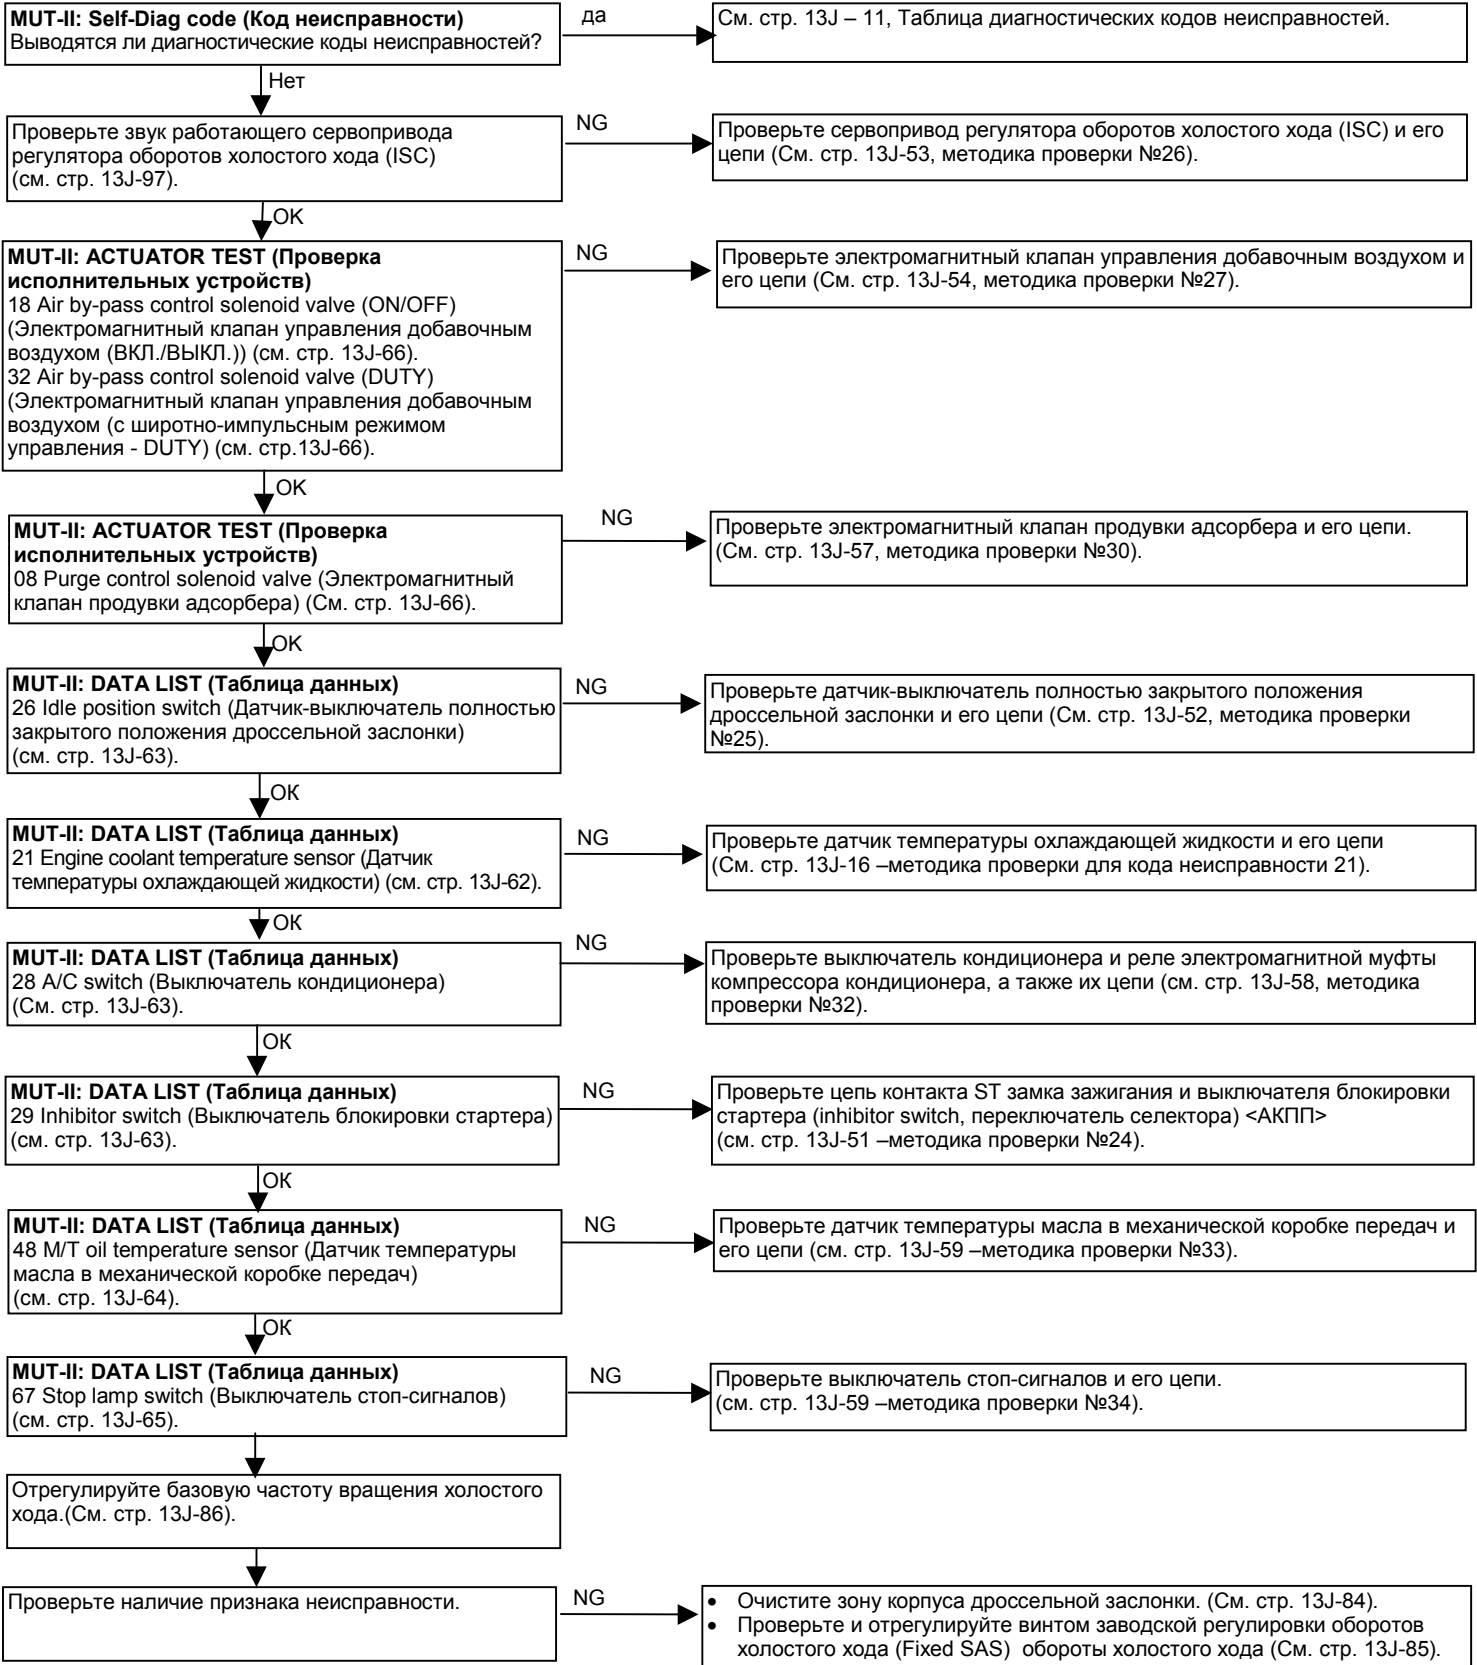 MUT-II: Self-Diag code (Код неисправности)
Выводятся ли диагностические коды неисправностей?
да
См. стр. 13J – 11, Таблица диагностических кодов неисправностей.
Нет
Проверьте звук работающего сервопривода
регулятора оборотов холостого хода (ISC)
(см. стр. 13J-97).
NG
Проверьте сервопривод регулятора оборотов холостого хода (ISC) и его
цепи (См. стр. 13J-53, методика проверки №26).
OK
MUT-II: ACTUATOR TEST (Проверка
исполнительных устройств)
18 Air by-pass control solenoid valve (ON/OFF)
(Электромагнитный клапан управления добавочным
воздухом (ВКЛ./ВЫКЛ.)) (см. стр. 13J-66).
32 Air by-pass control solenoid valve (DUTY)
(Электромагнитный клапан управления добавочным
воздухом (с широтно-импульсным режимом
управления - DUTY) (см. стр.13J-66).
NG
Проверьте электромагнитный клапан управления добавочным воздухом и
его цепи (См. стр. 13J-54, методика проверки №27).
OK
MUT-II: ACTUATOR TEST (Проверка
исполнительных устройств)
08 Purge control solenoid valve (Электромагнитный
клапан продувки адсорбера) (См. стр. 13J-66).
NG
Проверьте электромагнитный клапан продувки адсорбера и его цепи.
(См. стр. 13J-57, методика проверки №30).
OK
MUT-II: DATA LIST (Таблица данных)
26 Idle position switch (Датчик-выключатель полностью
закрытого положения дроссельной заслонки)
(см. стр. 13J-63).
NG
Проверьте датчик-выключатель полностью закрытого положения
дроссельной заслонки и его цепи (См. стр. 13J-52, методика проверки
№25).
OK
MUT-II: DATA LIST (Таблица данных)
21 Engine coolant temperature sensor (Датчик
температуры охлаждающей жидкости) (см. стр. 13J-62).
NG
Проверьте датчик температуры охлаждающей жидкости и его цепи
(См. стр. 13J-16 –методика проверки для кода неисправности 21).
OK
MUT-II: DATA LIST (Таблица данных)
28 A/C switch (Выключатель кондиционера)
(См. стр. 13J-63).
NG
Проверьте выключатель кондиционера и реле электромагнитной муфты
компрессора кондиционера, а также их цепи (см. стр. 13J-58, методика
проверки №32).
OK
MUT-II: DATA LIST (Таблица данных)
29 Inhibitor switch (Выключатель блокировки стартера)
(см. стр. 13J-63).
NG
Проверьте цепь контакта ST замка зажигания и выключателя блокировки
стартера (inhibitor switch, переключатель селектора) <АКПП>
(см. стр. 13J-51 –методика проверки №24).
OK
MUT-II: DATA LIST (Таблица данных)
48 M/T oil temperature sensor (Датчик температуры
масла в механической коробке передач)
(см. стр. 13J-64).
NG
Проверьте датчик температуры масла в механической коробке передач и
его цепи (см. стр. 13J-59 –методика проверки №33).
OK
MUT-II: DATA LIST (Таблица данных)
67 Stop lamp switch (Выключатель стоп-сигналов)
(см. стр. 13J-65).
NG
Проверьте выключатель стоп-сигналов и его цепи.
(см. стр. 13J-59 –методика проверки №34).
Отрегулируйте базовую частоту вращения холостого
хода.(См. стр. 13J-86).
Проверьте наличие признака неисправности.
NG
• Очистите зону корпуса дроссельной заслонки. (См. стр. 13J-84).
• Проверьте и отрегулируйте винтом заводской регулировки оборотов
холостого хода (Fixed SAS) обороты холостого хода (См. стр. 13J-85).